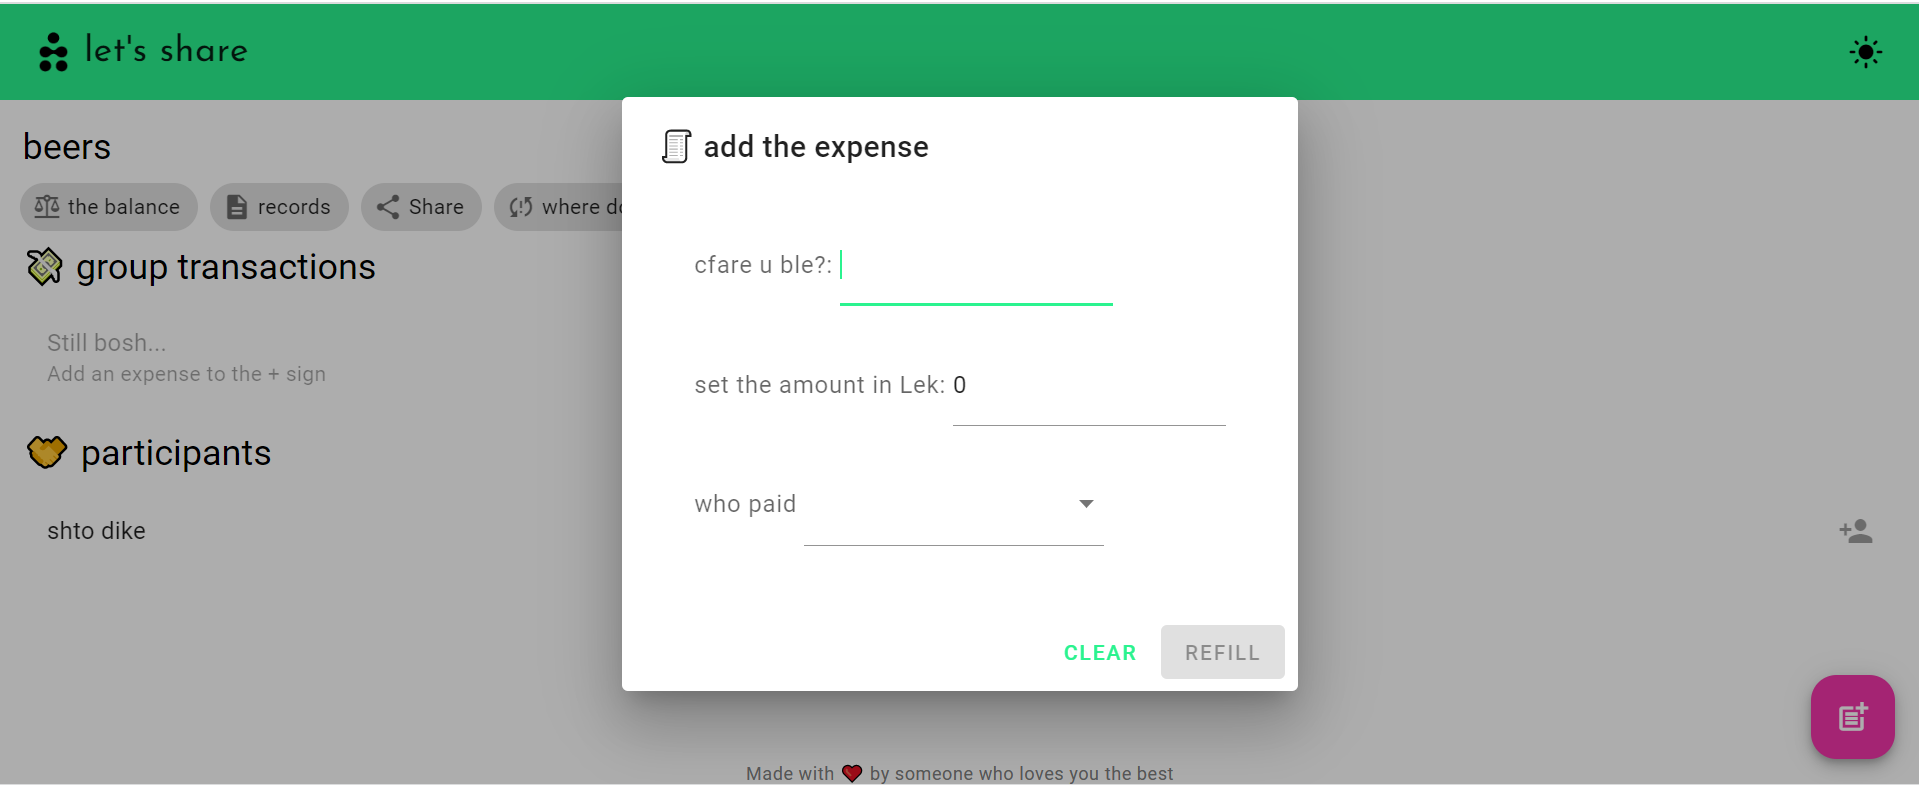 let's share
beers
the balance
records
Share
where do
group transactions
Still bosh...
Add an expense to the + sign
participants
shto dike
add the expense
cfare u ble?:
set the amount in Lek: 0
who paid
CLEAR
REFILL
Made with ❤️ by someone who loves you the best